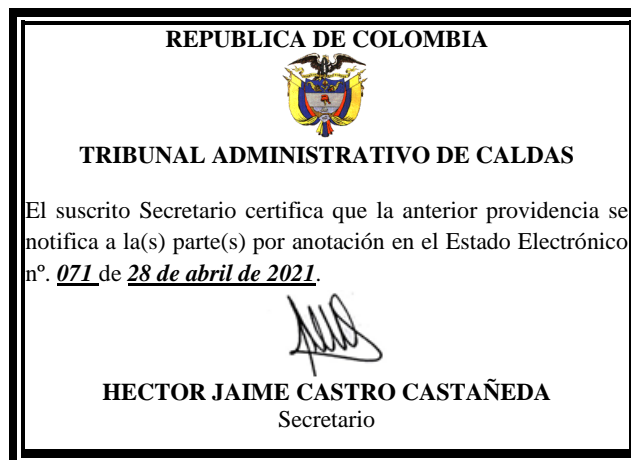 REPUBLICA DE COLOMBIA
TRIBUNAL ADMINISTRATIVO DE CALDAS
El suscrito Secretario certifica que la anterior providencia se
notifica a la(s) parte(s) por anotación en el Estado Electrónico
nº. 071 de 28 de abril de 2021.
HECTOR JAIME CASTRO CASTAÑEDA
Secretario